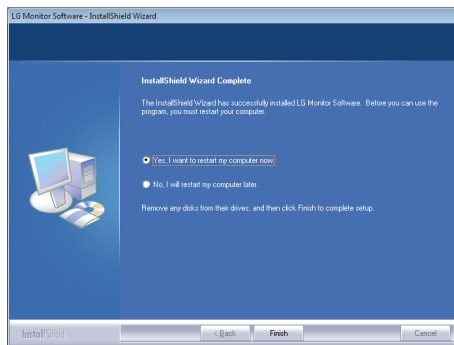 LG Monitor Software - InstallShield Wizard
InstallShield Wizard Complete
The InstallShield Wizard has successfully installed LG Monitor Software. Before you can use the
program, you must restart your computer.
Yes, I want to restart my computer now.
No, I will restart my computer later.
Remove any disks from their drives, and then click Finish to complete setup.
InstallShield
< Back
Finish
Cancel